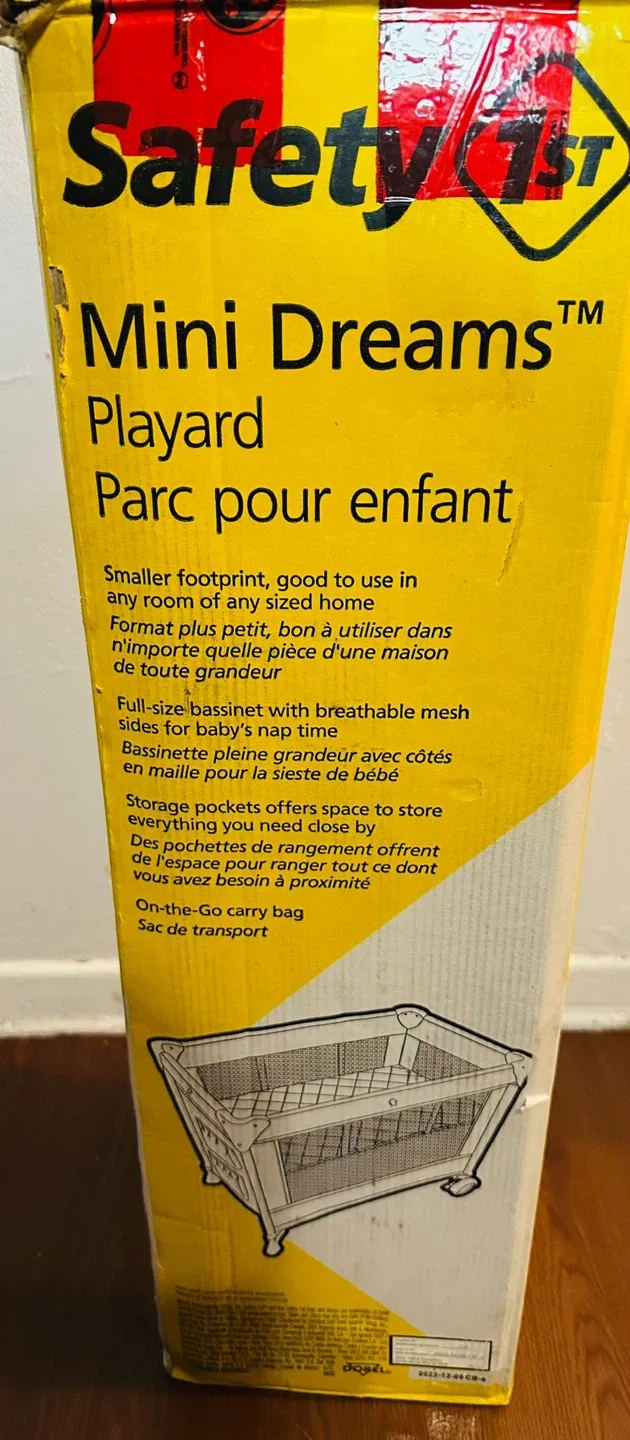 Safety 1ST
Mini Dreams™
Playard
Parc pour enfant
Smaller footprint, good to use in
any room of any sized home
Format plus petit, bon à utiliser dans
n'importe quelle pièce d'une maison
de toute grandeur
Full-size bassinet with breathable mesh
sides for baby's nap time
Bassinette pleine grandeur avec côtés
en maille pour la sieste de bébé
Storage pockets offers space to store
everything you need close by
Des pochettes de rangement offrent
de l'espace pour ranger tout ce dont
vous avez besoin à proximité
On-the-Go carry bag
Sac de transport
DOREL